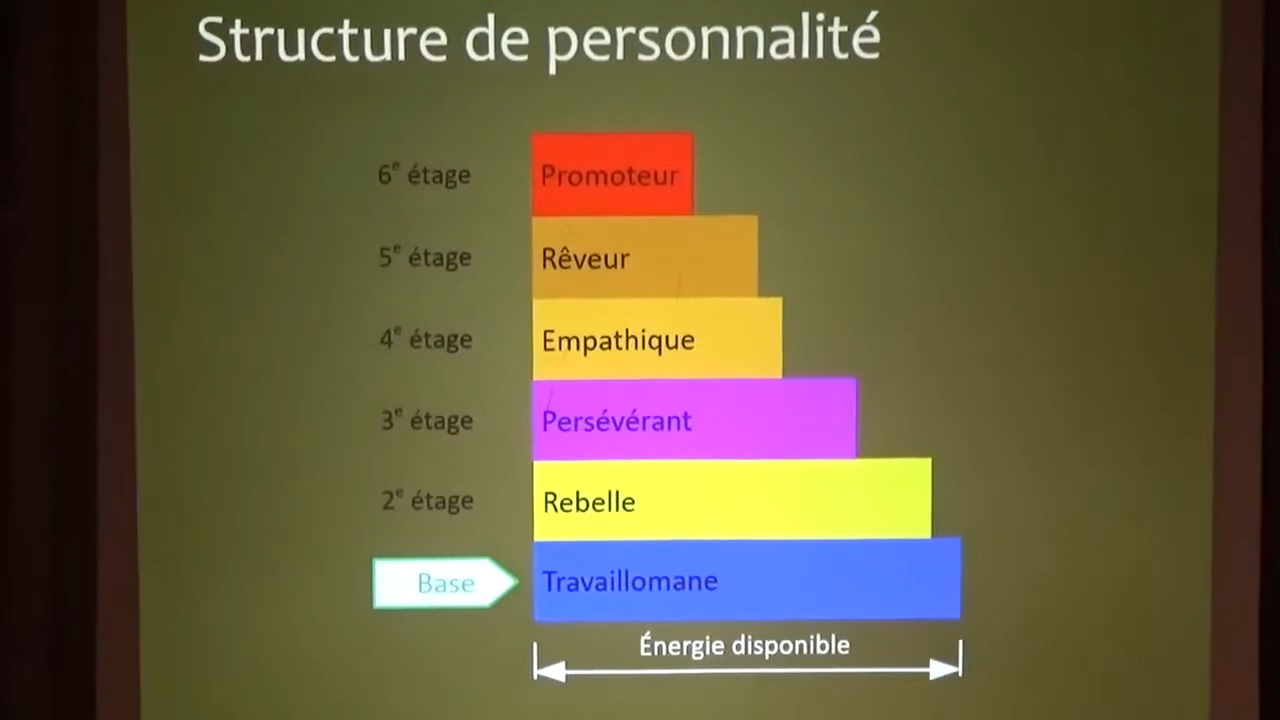 Structure de personnalité
6e étage Promoteur
5e étage Rêveur
4e étage Empathique
3e étage Persévérant
2e étage Rebelle
Base Travaillomane
Énergie disponible